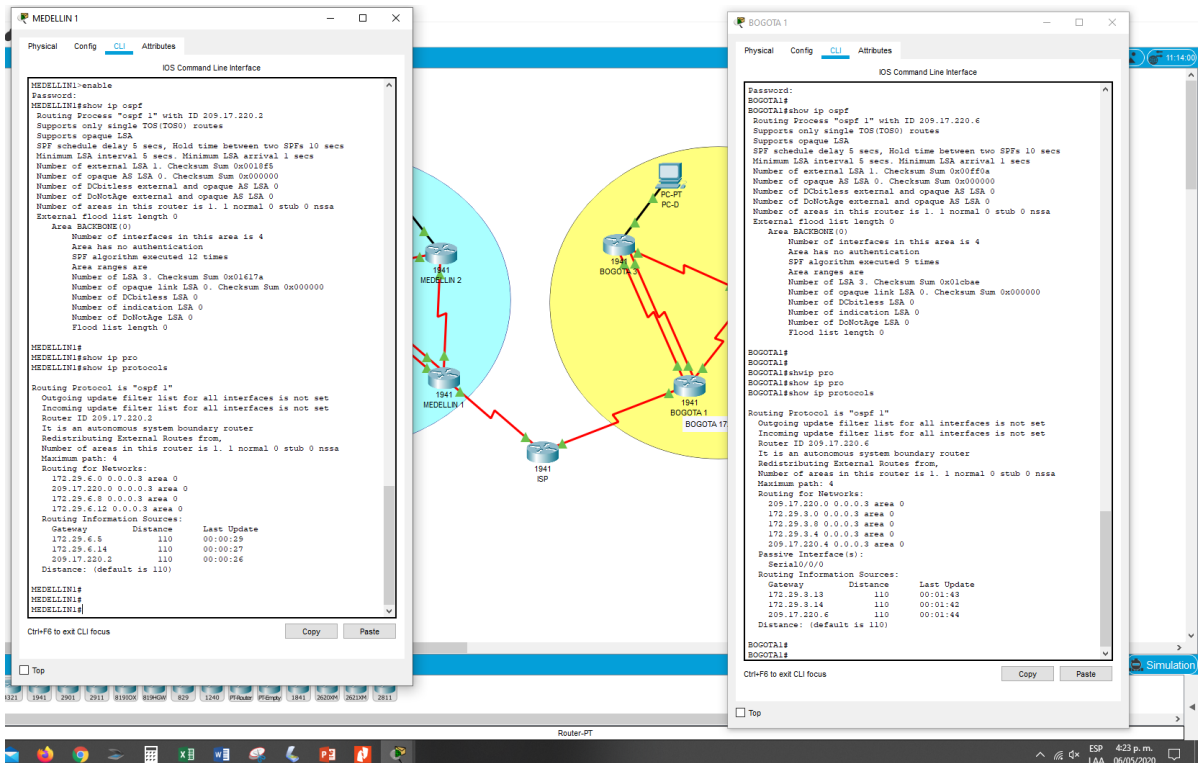 MEDELLIN 1
Physical Config CLI Attributes
IOS Command Line Interface
MEDELLIN1>enable
Password:
MEDELLIN1#show ip ospf
Routing Process "ospf 1" with ID 209.17.220.2
Supports only single TOS(TOS0) routes
Supports opaque LSA
SPF schedule delay 5 secs, Hold time between two SPFs 10 secs
Minimum LSA interval 5 secs. Minimum LSA arrival 1 secs
Number of external LSA 1. Checksum Sum 0x0018f5
Number of opaque AS LSA 0. Checksum Sum 0x000000
Number of DCbitless external and opaque AS LSA 0
Number of DoNotAge external and opaque AS LSA 0
Number of areas in this router is 1. 1 normal 0 stub 0 nssa
External flood list length 0
Area BACKBONE(0)
Number of interfaces in this area is 4
Area has no authentication
SPF algorithm executed 12 times
Area ranges are
Number of LSA 3. Checksum Sum 0x01617a
Number of opaque link LSA 0. Checksum Sum 0x000000
Number of DCbitless LSA 0
Number of indication LSA 0
Number of DoNotAge LSA 0
Flood list length 0
MEDELLIN1#
MEDELLIN1#show ip pro
MEDELLIN1#show ip protocols
Routing Protocol is "ospf 1"
Outgoing update filter list for all interfaces is not set
Incoming update filter list for all interfaces is not set
Router ID 209.17.220.2
It is an autonomous system boundary router
Redistributing External Routes from,
Number of areas in this router is 1. 1 normal 0 stub 0 nssa
Maximum path: 4
Routing for Networks:
172.29.6.0 0.0.0.3 area 0
209.17.220.0 0.0.0.3 area 0
172.29.6.8 0.0.0.3 area 0
172.29.6.12 0.0.0.3 area 0
Routing Information Sources:
Gateway Distance Last Update
172.29.6.5 110 00:00:29
172.29.6.14 110 00:00:27
209.17.220.2 110 00:00:26
Distance: (default is 110)
MEDELLIN1#
MEDELLIN1#
MEDELLIN1#
Ctrl+F6 to exit CLI focus
Copy Paste
Top
1941
MEDELLIN 2
1941
MEDELLIN 1
1941
ISP
PC-PT
PC-D
1941
BOGOTA 3
1941
BOGOTA 1
BOGOTA 17
BOGOTA 1
Physical Config CLI Attributes
IOS Command Line Interface
Password:
BOGOTA1#
BOGOTA1#show ip ospf
Routing Process "ospf 1" with ID 209.17.220.6
Supports only single TOS(TOS0) routes
Supports opaque LSA
SPF schedule delay 5 secs, Hold time between two SPFs 10 secs
Minimum LSA interval 5 secs. Minimum LSA arrival 1 secs
Number of external LSA 1. Checksum Sum 0x00ff0a
Number of opaque AS LSA 0. Checksum Sum 0x000000
Number of DCbitless external and opaque AS LSA 0
Number of DoNotAge external and opaque AS LSA 0
Number of areas in this router is 1. 1 normal 0 stub 0 nssa
External flood list length 0
Area BACKBONE(0)
Number of interfaces in this area is 4
Area has no authentication
SPF algorithm executed 9 times
Area ranges are
Number of LSA 3. Checksum Sum 0x01cbae
Number of opaque link LSA 0. Checksum Sum 0x000000
Number of DCbitless LSA 0
Number of indication LSA 0
Number of DoNotAge LSA 0
Flood list length 0
BOGOTA1#
BOGOTA1#
BOGOTA1#shwip pro
BOGOTA1#show ip pro
BOGOTA1#show ip protocols
Routing Protocol is "ospf 1"
Outgoing update filter list for all interfaces is not set
Incoming update filter list for all interfaces is not set
Router ID 209.17.220.6
It is an autonomous system boundary router
Redistributing External Routes from,
Number of areas in this router is 1. 1 normal 0 stub 0 nssa
Maximum path: 4
Routing for Networks:
209.17.220.0 0.0.0.3 area 0
172.29.3.0 0.0.0.3 area 0
172.29.3.8 0.0.0.3 area 0
172.29.3.4 0.0.0.3 area 0
209.17.220.4 0.0.0.3 area 0
Passive Interface(s):
Serial0/0/0
Routing Information Sources:
Gateway Distance Last Update
172.29.3.13 110 00:01:43
172.29.3.14 110 00:01:42
209.17.220.6 110 00:01:44
Distance: (default is 110)
BOGOTA1#
BOGOTA1#
Ctrl+F6 to exit CLI focus
Copy Paste
Top
11:14:00
Simulation
1941 2901 2911 819IOX 819HGW 829 1240 PT-Router PT-Empty 1841 2620XM 2621XM 2811
Router-PT
ESP
LAA
4:23 p. m.
06/05/2020